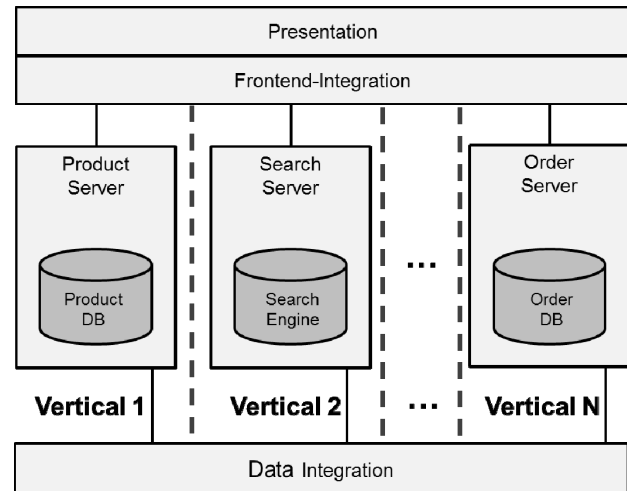 Presentation
Frontend-Integration
Product
Server
Search
Server
Order
Server
Product
DB
Search
Engine
...
Order
DB
Vertical 1
Vertical 2
...
Vertical N
Data Integration